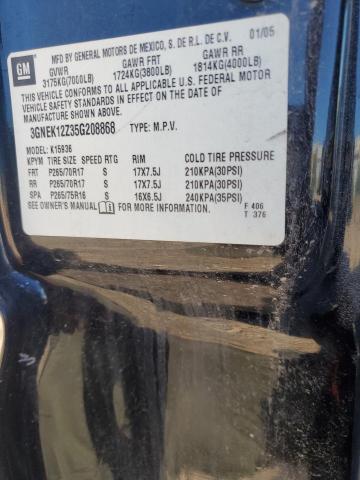 GM
MFD BY GENERAL MOTORS DE MEXICO, S. DE R.L. DE C.V. 01/05
GVWR GAWR FRT GAWR RR
3175KG(7000LB) 1724KG(3800LB) 1814KG(4000LB)
THIS VEHICLE CONFORMS TO ALL APPLICABLE U.S. FEDERAL MOTOR
VEHICLE SAFETY STANDARDS IN EFFECT ON THE DATE OF
MANUFACTURE SHOWN ABOVE.
3GNEK12Z35G208868 TYPE: M.P.V.
MODEL: K15936
KPYM TIRE SIZE SPEED RTG RIM COLD TIRE PRESSURE
FRT P265/70R17 S 17X7.5J 210KPA(30PSI)
RR P265/70R17 S 17X7.5J 210KPA(30PSI)
SPA P265/75R16 S 16X6.5J 240KPA(35PSI)
SEE OWNER'S MANUAL FOR MORE INFORMATION. F 406
T 376